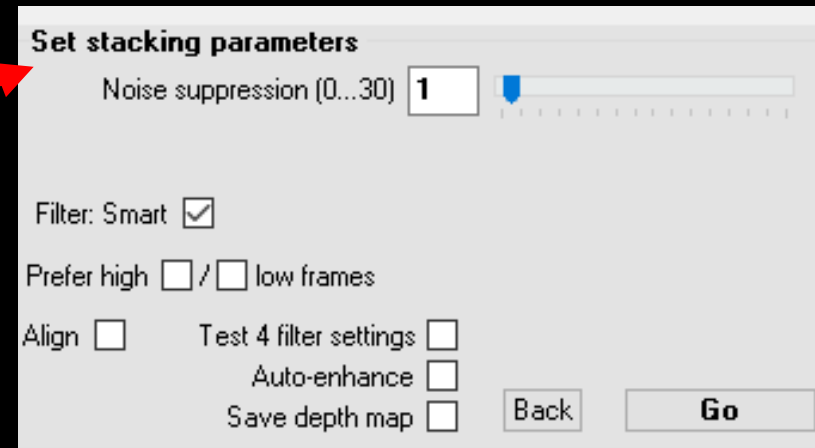 Set stacking parameters
Noise suppression (0...30) 1
Filter: Smart
Prefer high / low frames
Align Test 4 filter settings
Auto-enhance
Save depth map Back Go